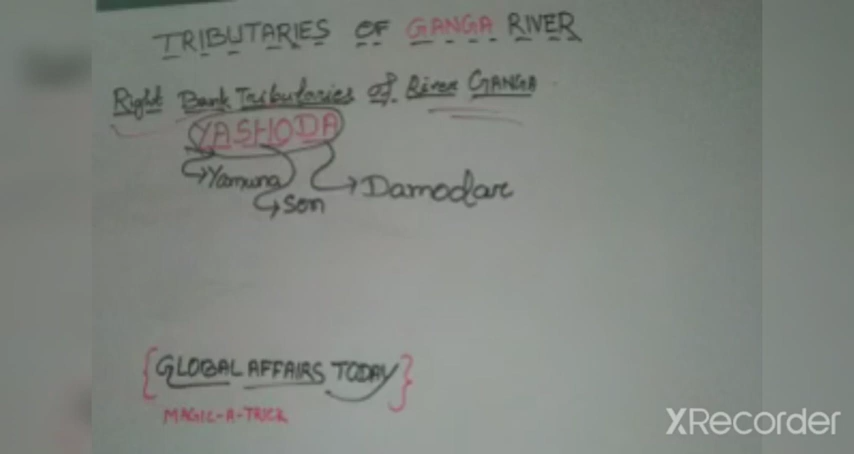 TRIBUTARIES OF GANGA RIVER
Right Bank Tributaries of River GANGA
YASHODA
Yamuna
Damodar
Son
{GLOBAL AFFAIRS TODAY}
MAGIC-A-TRICK
XRecorder